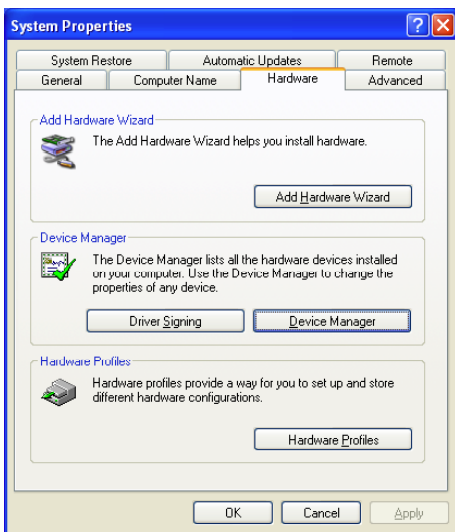 System Properties
System Restore Automatic Updates Remote
General Computer Name Hardware Advanced
Add Hardware Wizard
The Add Hardware Wizard helps you install hardware.
Add Hardware Wizard
Device Manager
The Device Manager lists all the hardware devices installed
on your computer. Use the Device Manager to change the
properties of any device.
Driver Signing Device Manager
Hardware Profiles
Hardware profiles provide a way for you to set up and store
different hardware configurations.
Hardware Profiles
OK Cancel Apply